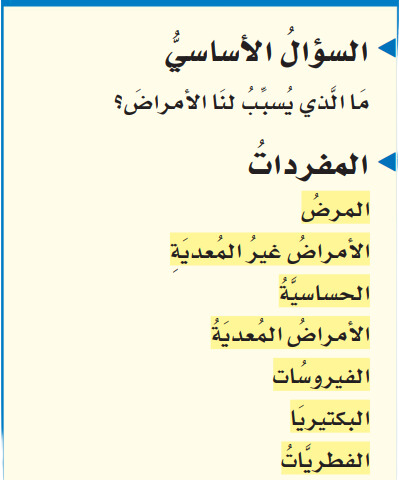 السؤالُ الأساسيُّ
مَا الَّذي يُسبِّبُ لنَا الأمراضَ؟
المفرداتُ
المرضُ
الأمراضُ غيرُ المُعديَةِ
الحساسيَّةُ
الأمراضُ المُعديَةُ
الفيروسُات
البكتيريَا
الفطريَّاتُ